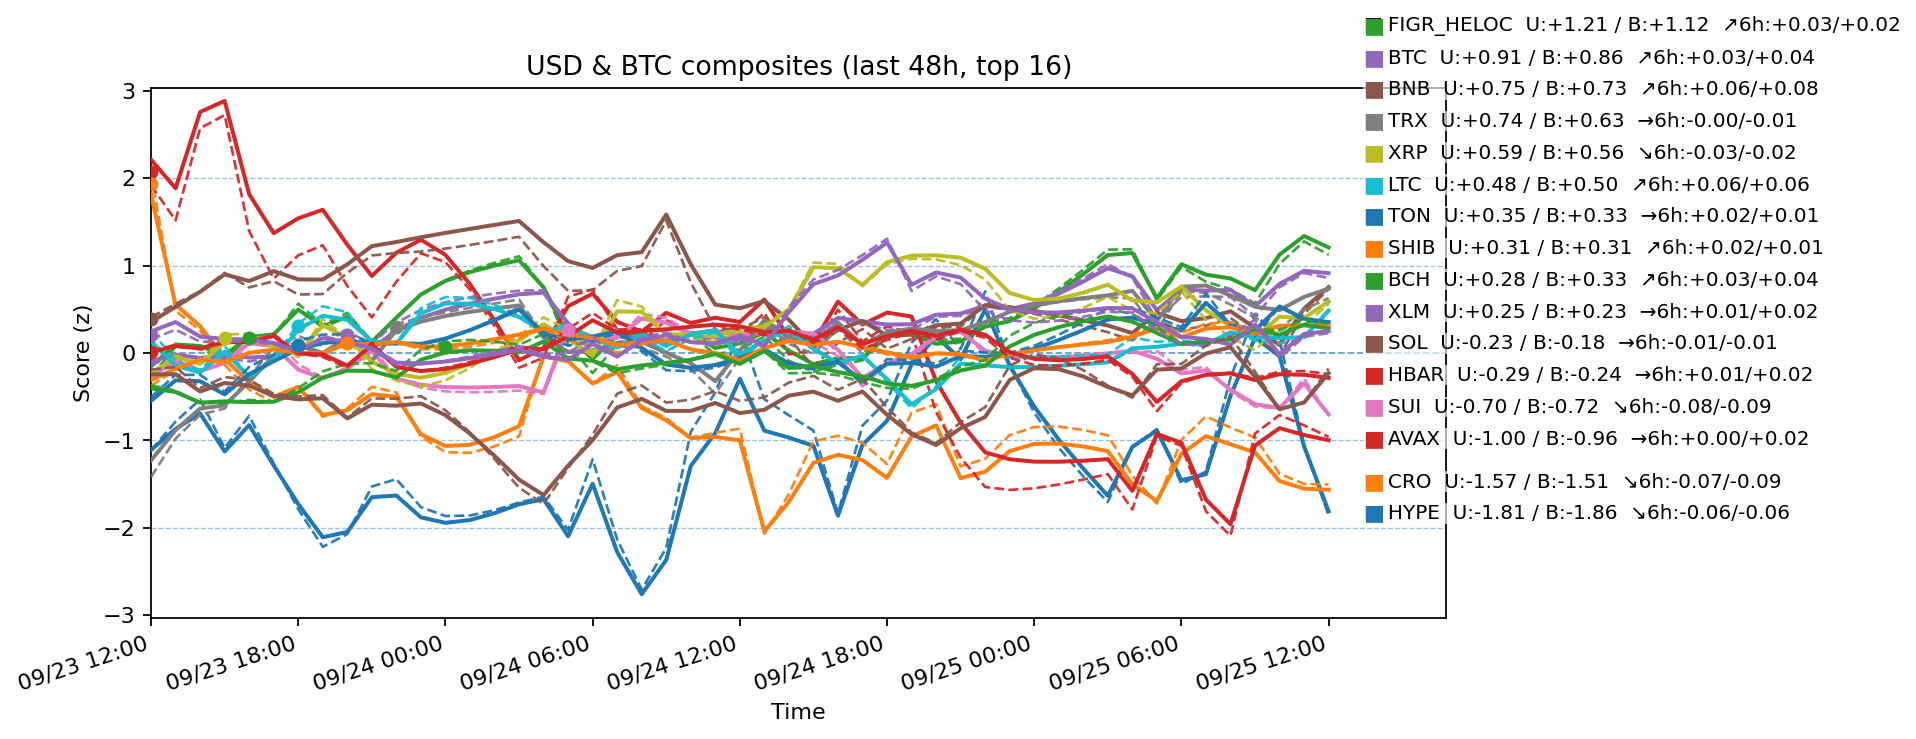 USD & BTC composites (last 48h, top 16)
FIGR_HELOC U:+1.21 / B:+1.12 ↗6h:+0.03/+0.02
BTC U:+0.91 / B:+0.86 ↗6h:+0.03/+0.04
BNB U:+0.75 / B:+0.73 ↗6h:+0.06/+0.08
TRX U:+0.74 / B:+0.63 →6h:-0.00/-0.01
XRP U:+0.59 / B:+0.56 ↘6h:-0.03/-0.02
LTC U:+0.48 / B:+0.50 ↗6h:+0.06/+0.06
TON U:+0.35 / B:+0.33 →6h:+0.02/+0.01
SHIB U:+0.31 / B:+0.31 ↗6h:+0.02/+0.01
BCH U:+0.28 / B:+0.33 ↗6h:+0.03/+0.04
XLM U:+0.25 / B:+0.23 →6h:+0.01/+0.02
SOL U:-0.23 / B:-0.18 →6h:-0.01/-0.01
HBAR U:-0.29 / B:-0.24 →6h:+0.01/+0.02
SUI U:-0.70 / B:-0.72 ↘6h:-0.08/-0.09
AVAX U:-1.00 / B:-0.96 →6h:+0.00/+0.02
CRO U:-1.57 / B:-1.51 ↘6h:-0.07/-0.09
HYPE U:-1.81 / B:-1.86 ↘6h:-0.06/-0.06
Score (z)
3
2
1
0
−1
−2
−3
09/23 12:00
09/23 18:00
09/24 00:00
09/24 06:00
09/24 12:00
09/24 18:00
09/25 00:00
09/25 06:00
09/25 12:00
Time